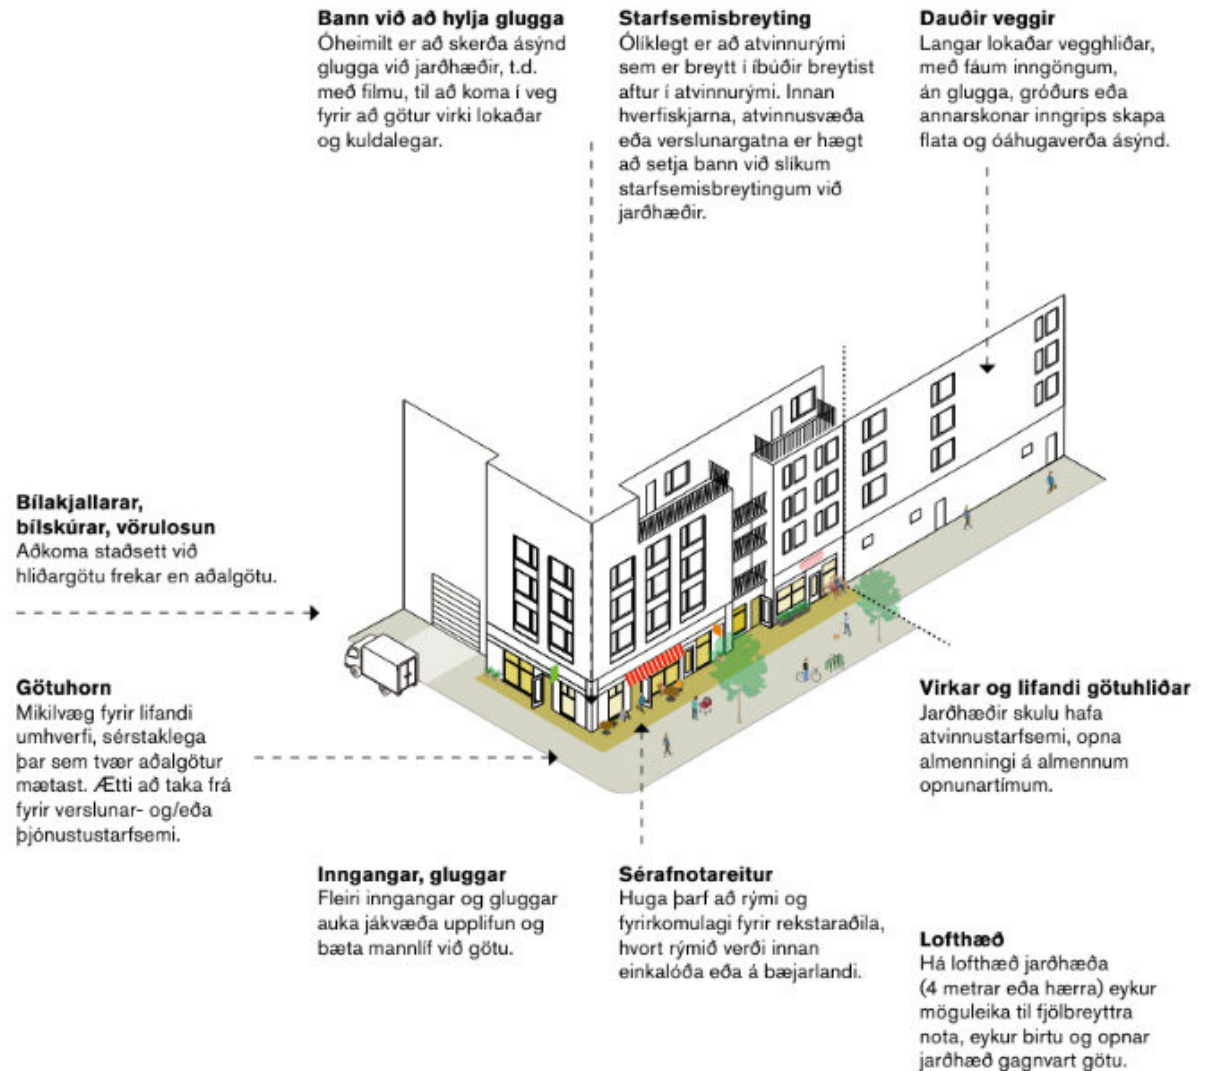 Bann við að hylja glugga
Óheimilt er að skerða ásýnd
glugga við jarðhæðir, t.d.
með filmu, til að koma í veg
fyrir að götur virki lokaðar
og kuldalegar.
Starfsemisbreyting
Ólíklegt er að atvinnurými
sem er breytt í íbúðir breytist
aftur í atvinnurými. Innan
hverfiskjarna, atvinnusvæða
eða verslunargatna er hægt
að setja bann við slíkum
starfsemisbreytingum við
jarðhæðir.
Dauðir veggir
Langar lokaðar vegghliðar,
með fáum inngöngum,
án glugga, gróðurs eða
annarskonar inngrips skapa
flata og óáhugaverða ásýnd.
Bílakjallarar,
bílskúrar, vörulosun
Aðkoma staðsett við
hliðargötu frekar en aðalgötu.
Götuhorn
Mikilvæg fyrir lifandi
umhverfi, sérstaklega
þar sem tvær aðalgötur
mætast. Ætti að taka frá
fyrir verslunar- og/eða
þjónustustarfsemi.
Virkar og lifandi götuhliðar
Jarðhæðir skulu hafa
atvinnustarfsemi, opna
almenningi á almennum
opnunartímum.
Inngangar, gluggar
Fleiri inngangar og gluggar
auka jákvæða upplifun og
bæta mannlíf við götu.
Sérafnotareitur
Huga þarf að rými og
fyrirkomulagi fyrir rekstaraðila,
hvort rýmið verði innan
einkalóða eða á bæjarlandi.
Lofthæð
Há lofthæð jarðhæða
(4 metrar eða hærra) eykur
möguleika til fjölbreyttra
nota, eykur birtu og opnar
jarðhæð gagnvart götu.